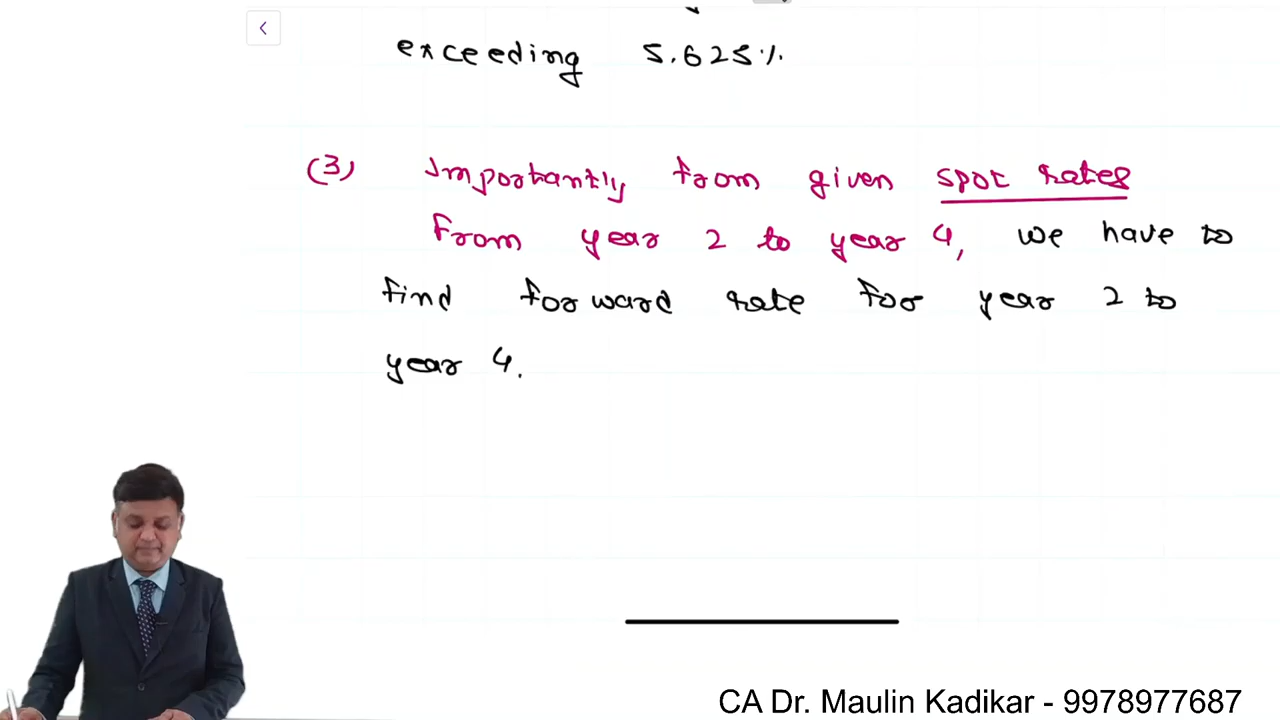 exceeding 5.625%
(3) Importantly from given spot rates
from year 2 to year 4, we have to
find forward rate for year 2 to
year 4.
CA Dr. Maulin Kadikar - 9978977687